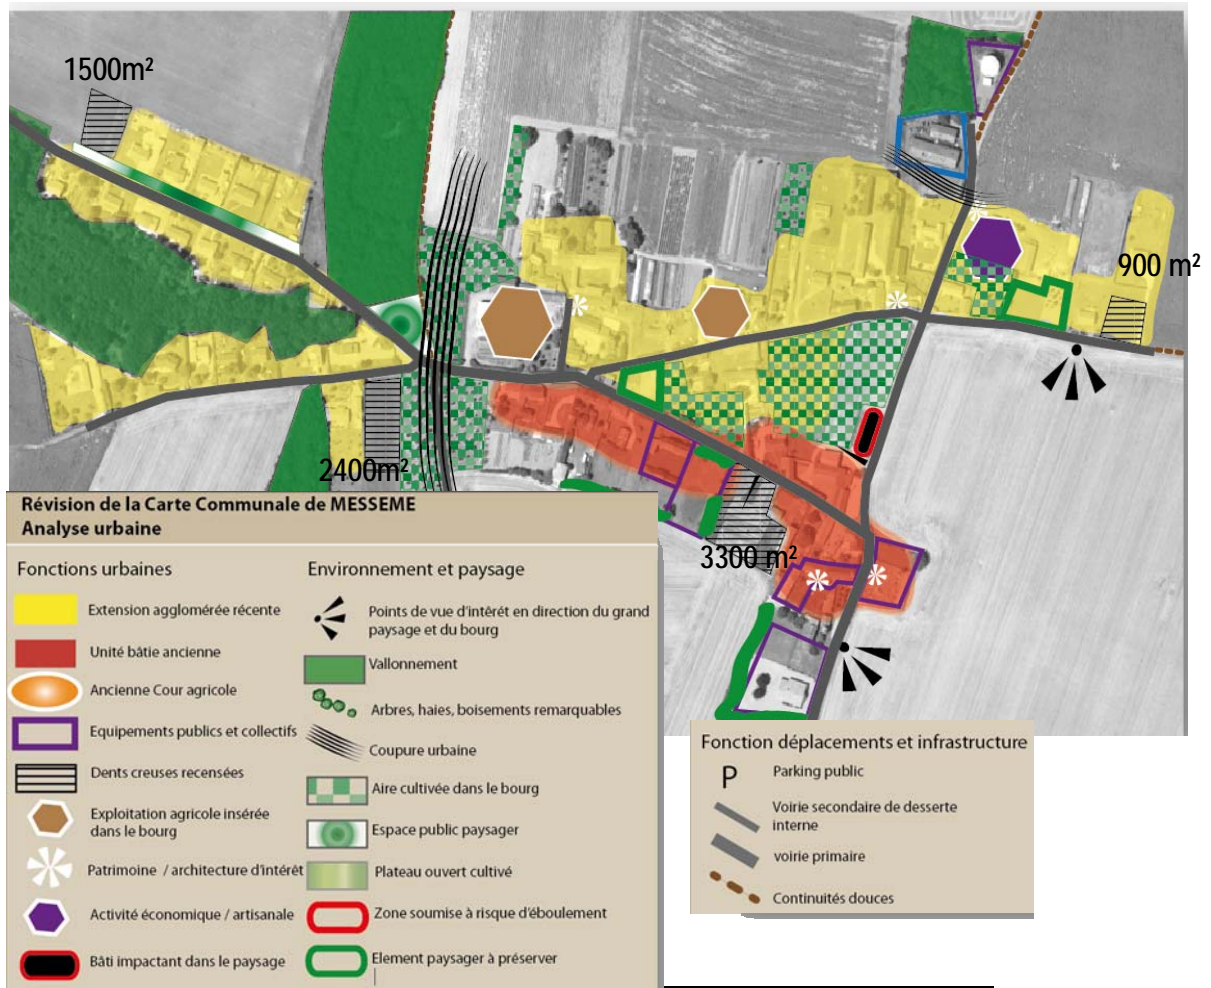 1500m²
900 m²
2400m²
3300 m²
Révision de la Carte Communale de MESSEME
Analyse urbaine
Fonctions urbaines
Extension agglomérée récente
Unité bâtie ancienne
Ancienne Cour agricole
Equipements publics et collectifs
Dents creuses recensées
Exploitation agricole insérée
dans le bourg
Patrimoine / architecture d'intérêt
Activité économique / artisanale
Bâti impactant dans le paysage
Environnement et paysage
Points de vue d'intérêt en direction du grand
paysage et du bourg
Vallonnement
Arbres, haies, boisements remarquables
Coupure urbaine
Aire cultivée dans le bourg
Espace public paysager
Plateau ouvert cultivé
Zone soumise à risque d'éboulement
Element paysager à préserver
Fonction déplacements et infrastructure
P Parking public
Voirie secondaire de desserte
interne
voirie primaire
Continuités douces